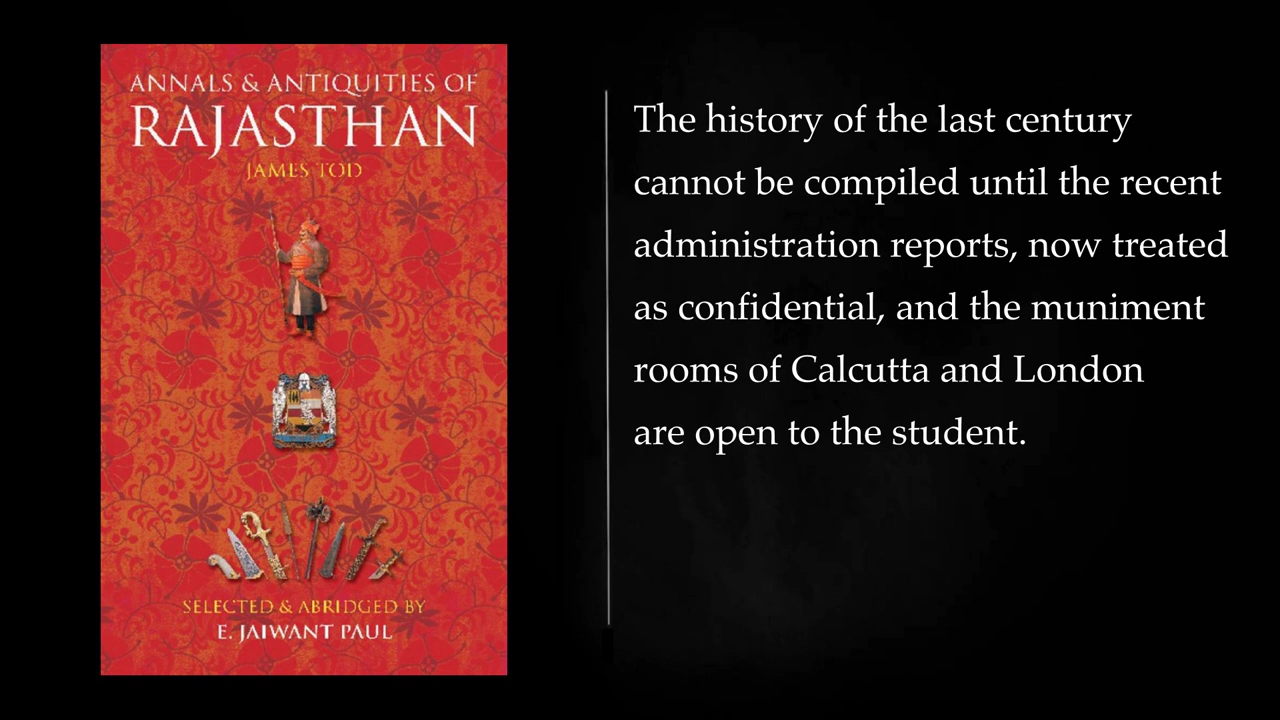 ANNALS & ANTIQUITIES OF
RAJASTHAN
JAMES TOD
SELECTED & ABRIDGED BY
E. JAIWANT PAUL
The history of the last century
cannot be compiled until the recent
administration reports, now treated
as confidential, and the muniment
rooms of Calcutta and London
are open to the student.